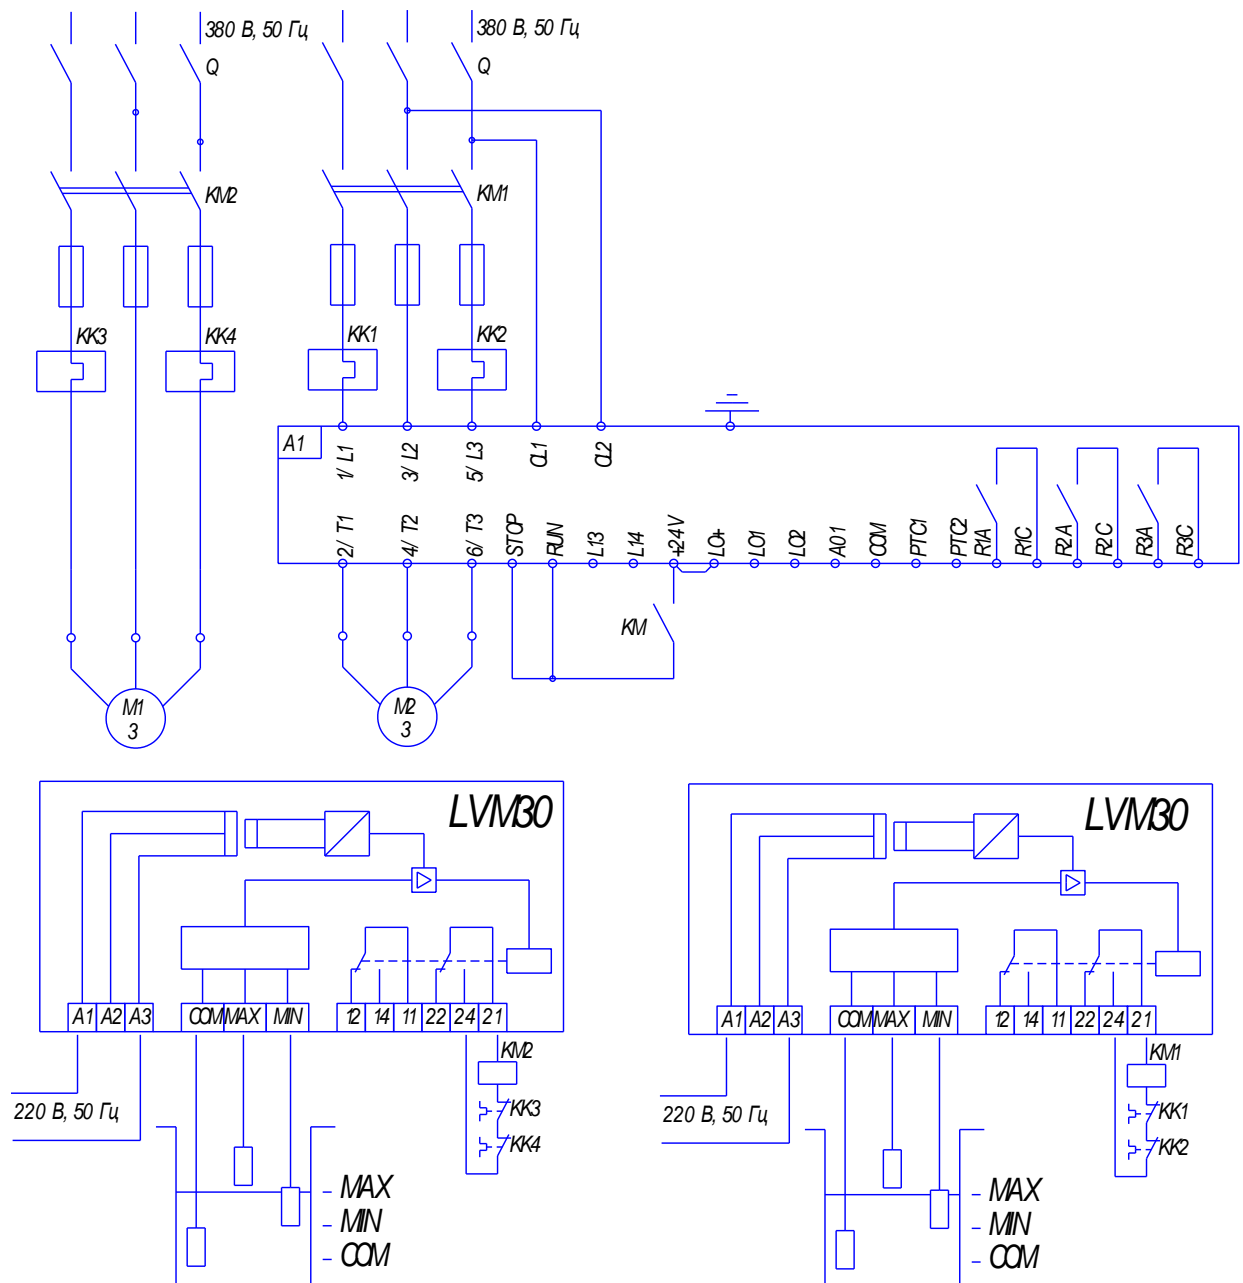 380 В, 50 Гц
Q
KM2
KK3
KK4
M1
3
380 В, 50 Гц
Q
KM1
KK1
KK2
A1
1/ L1
3/ L2
5/ L3
CL1
CL2
2/ T1
4/ T2
6/ T3
STOP
RUN
L13
L14
+24V
LO+
LO1
LO2
A01
COM
PTC1
PTC2
R1A
R1C
R2A
R2C
R3A
R3C
KM
M2
3
LVM30
A1 A2 A3 COM MAX MIN 12 14 11 22 24 21
KM2
220 В, 50 Гц
KK3
KK4
MAX
MIN
COM
LVM30
A1 A2 A3 COM MAX MIN 12 14 11 22 24 21
KM1
220 В, 50 Гц
KK1
KK2
MAX
MIN
COM